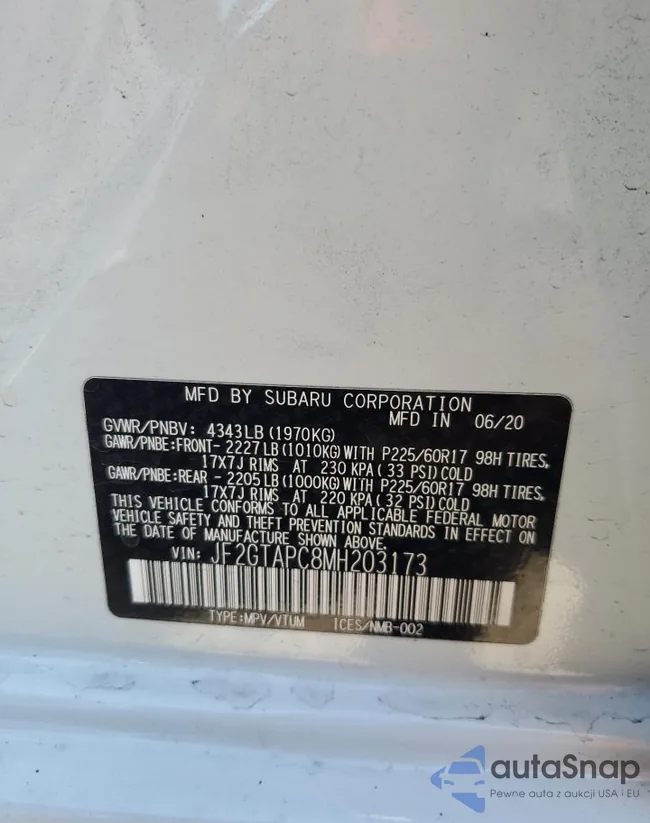 MFD BY SUBARU CORPORATION
MFD IN 06/20
GVWR/PNBV: 4343LB (1970KG)
GAWR/PNBE:FRONT- 2227LB (1010KG) WITH P225/60R17 98H TIRES,
17X7J RIMS AT 230 KPA (33 PSI) COLD
GAWR/PNBE:REAR - 2205LB (1000KG) WITH P225/60R17 98H TIRES,
17X7J RIMS AT 220 KPA (32 PSI) COLD
THIS VEHICLE CONFORMS TO ALL APPLICABLE FEDERAL MOTOR
VEHICLE SAFETY AND THEFT PREVENTION STANDARDS IN EFFECT ON
THE DATE OF MANUFACTURE SHOWN ABOVE.
VIN: JF2GTAPC8MH203173
TYPE:MPV/VTUM ICES/NMB-002
autaSnap
Pewne auta z aukcji USA i EU